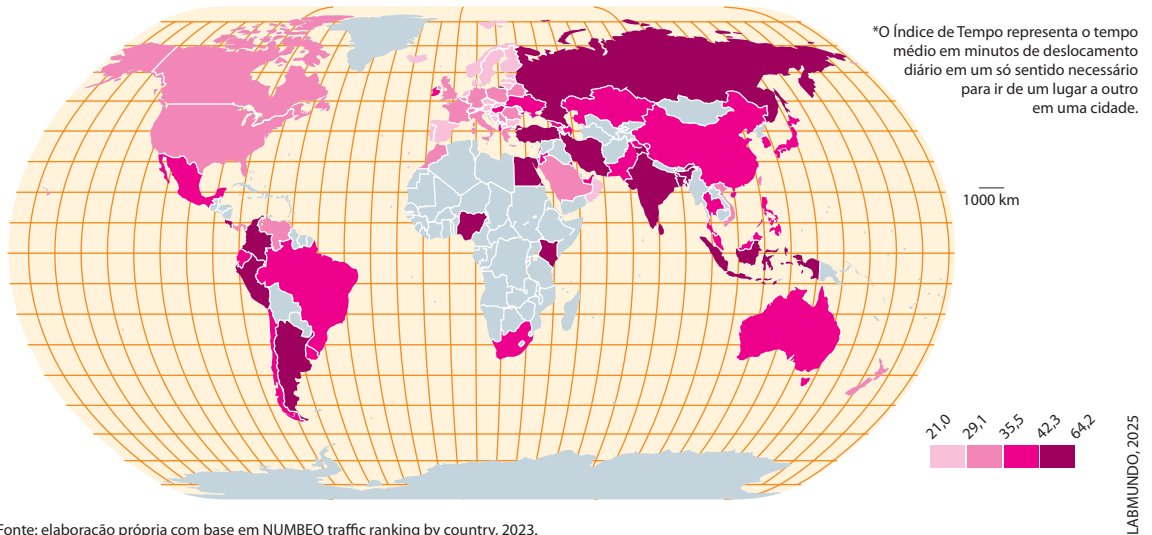 *O Índice de Tempo representa o tempo
médio em minutos de deslocamento
diário em um só sentido necessário
para ir de um lugar a outro
em uma cidade.
1000 km
21,0 29,1 35,5 42,3 64,2
LABMUNDO, 2025
Fonte: elaboração própria com base em NUMBEO traffic ranking by country, 2023.